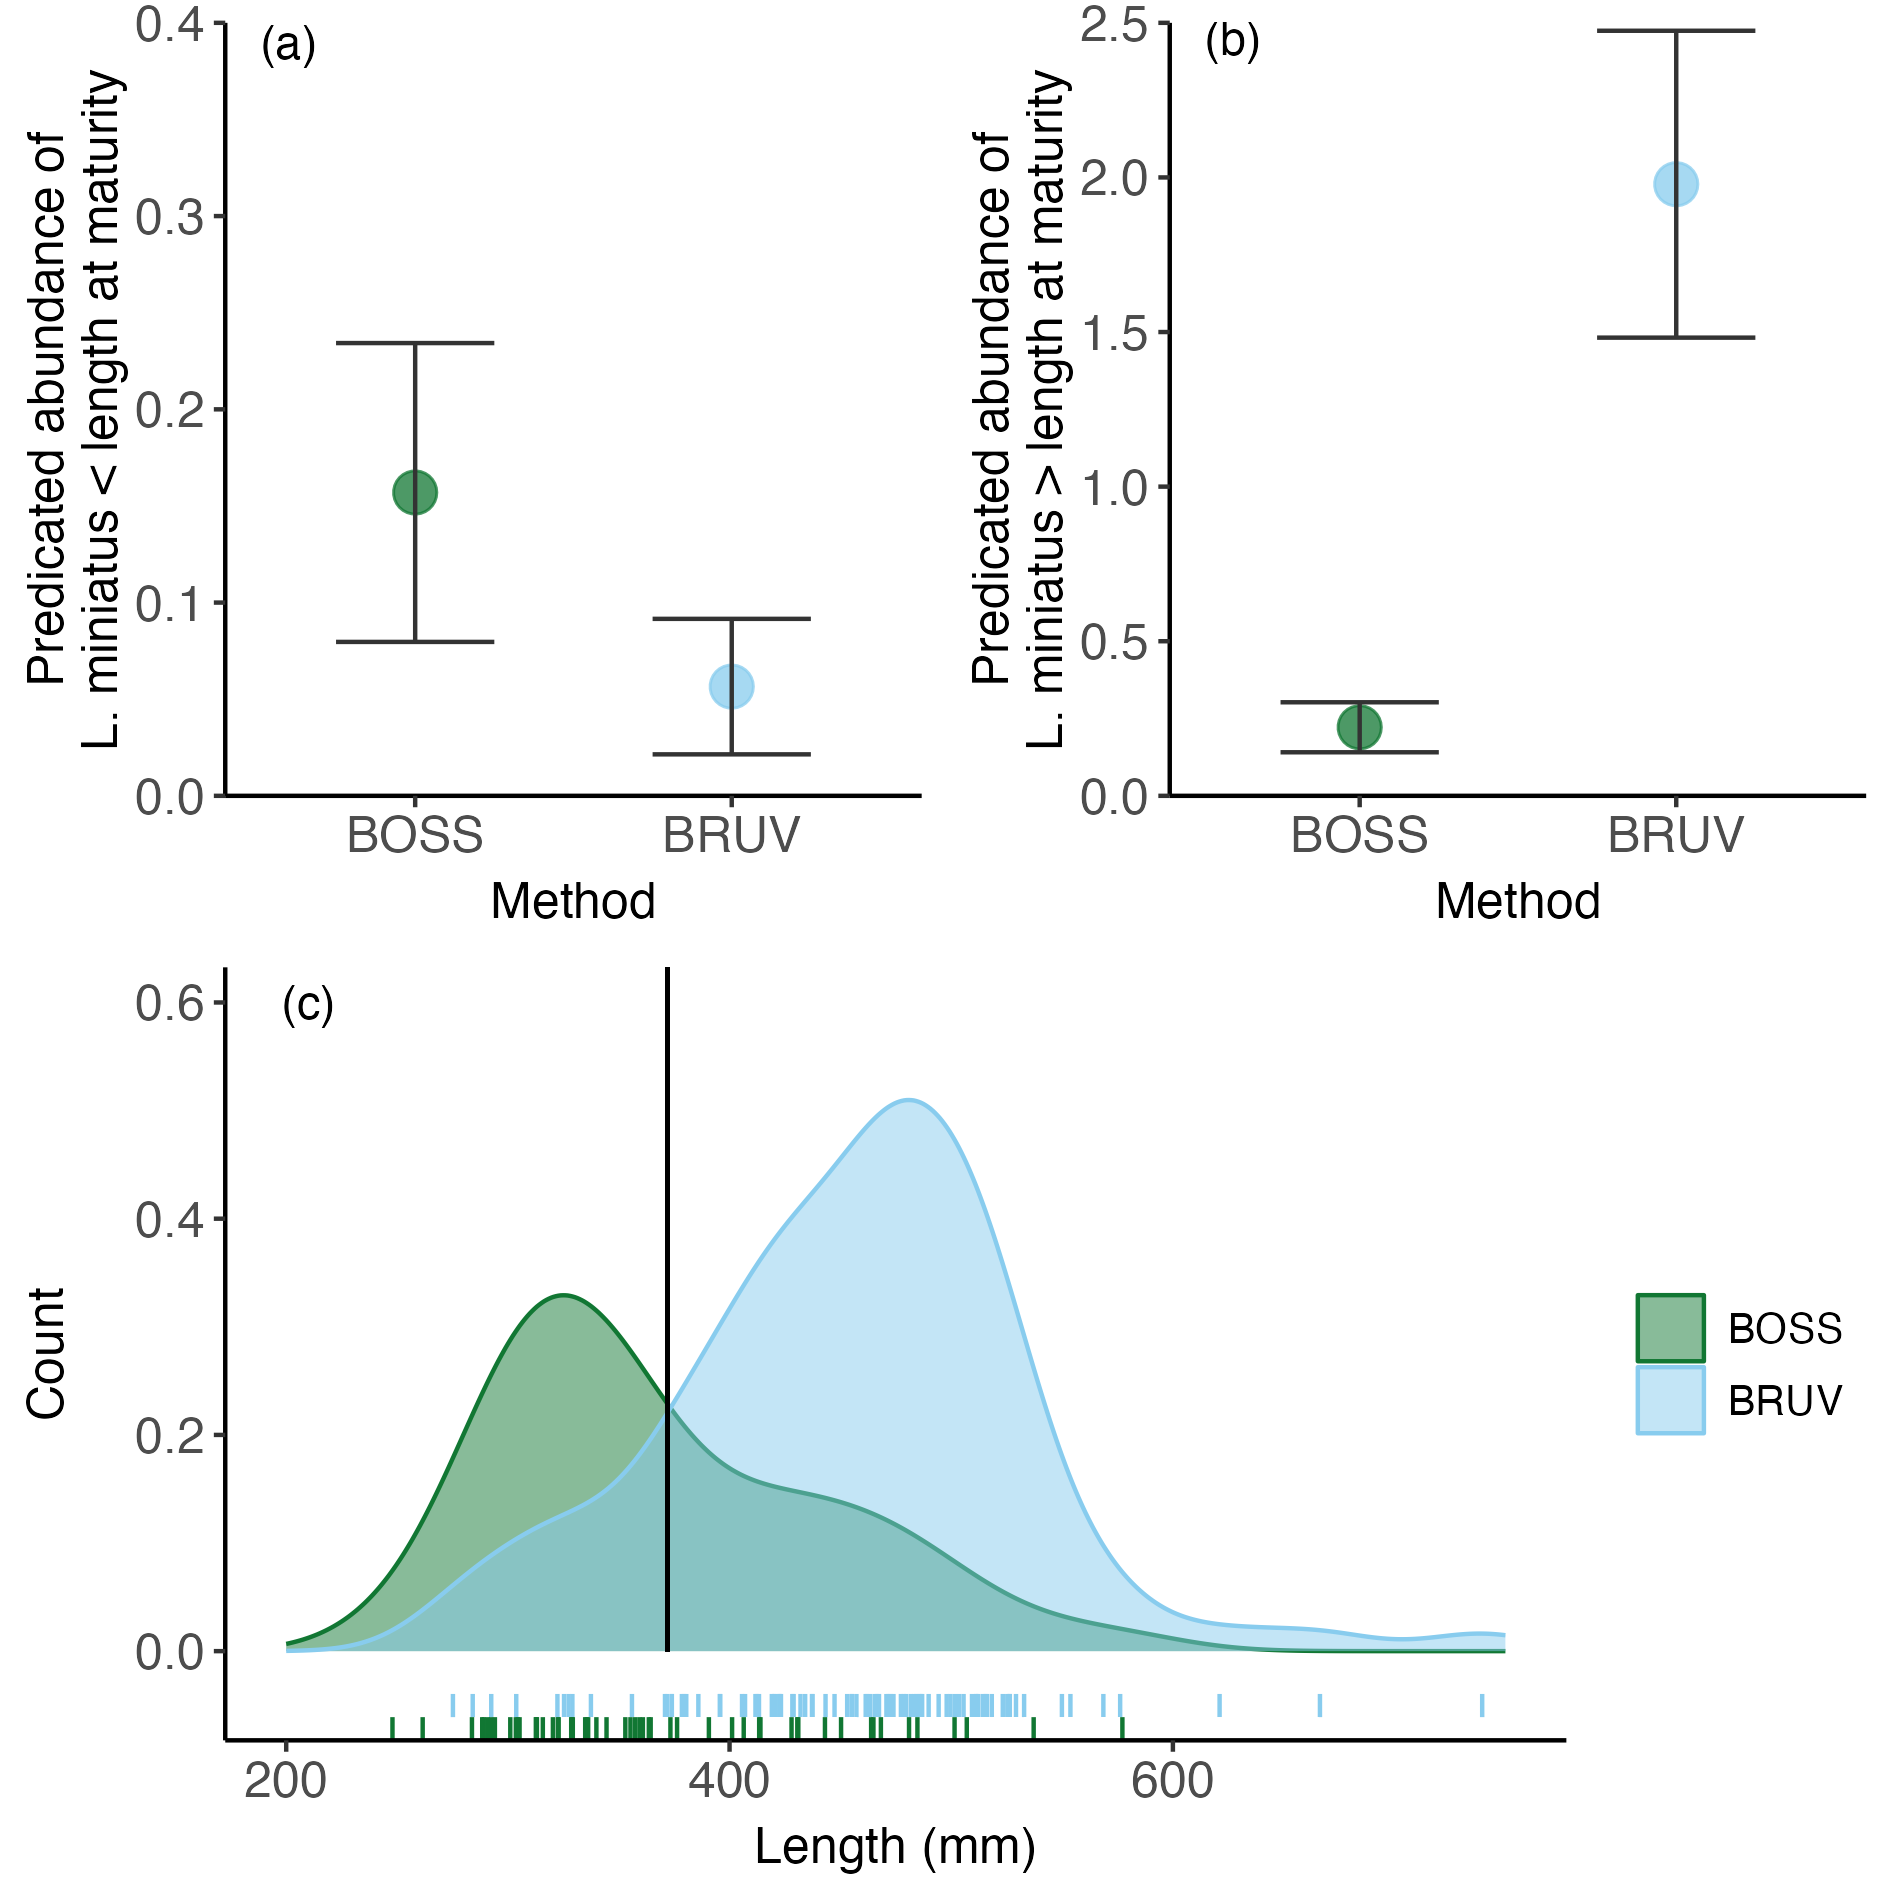 (a)
Predicated abundance of
L. miniatus < length at maturity
0.4
0.3
0.2
0.1
0.0
BOSS BRUV
Method
(b)
Predicated abundance of
L. miniatus > length at maturity
2.5
2.0
1.5
1.0
0.5
0.0
BOSS BRUV
Method
(c)
Count
0.6
0.4
0.2
0.0
200 400 600
Length (mm)
BOSS
BRUV